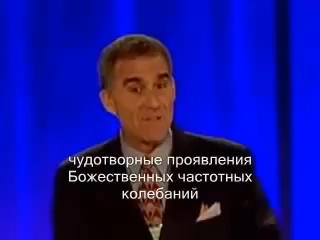 чудотворные проявления
Божественных частотных
колебаний